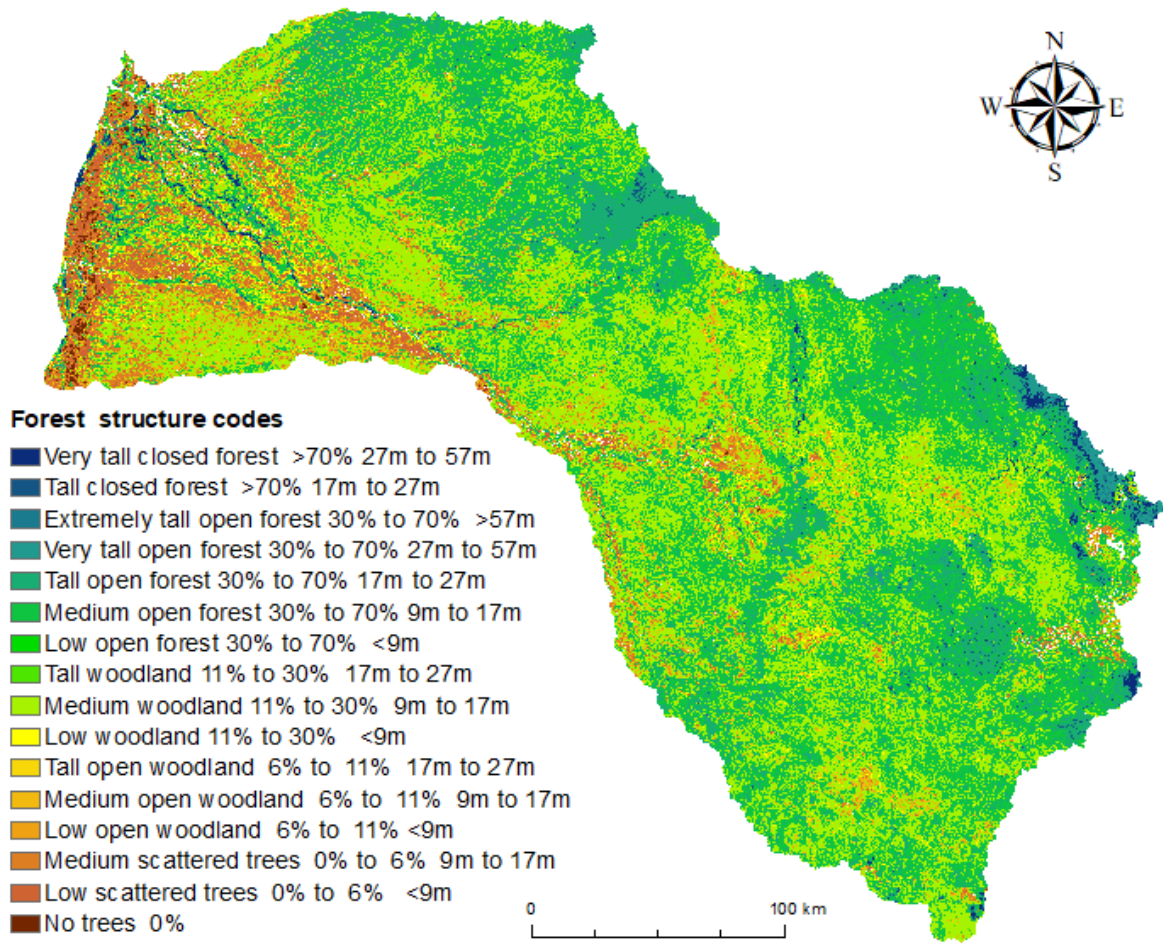 N
W E
S
Forest structure codes
Very tall closed forest >70% 27m to 57m
Tall closed forest >70% 17m to 27m
Extremely tall open forest 30% to 70% >57m
Very tall open forest 30% to 70% 27m to 57m
Tall open forest 30% to 70% 17m to 27m
Medium open forest 30% to 70% 9m to 17m
Low open forest 30% to 70% <9m
Tall woodland 11% to 30% 17m to 27m
Medium woodland 11% to 30% 9m to 17m
Low woodland 11% to 30% <9m
Tall open woodland 6% to 11% 17m to 27m
Medium open woodland 6% to 11% 9m to 17m
Low open woodland 6% to 11% <9m
Medium scattered trees 0% to 6% 9m to 17m
Low scattered trees 0% to 6% <9m
No trees 0%
0 100 km